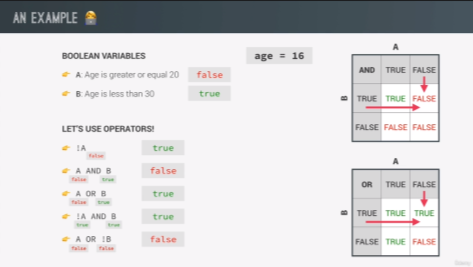 AN EXAMPLE
BOOLEAN VARIABLES
age = 16
A: Age is greater or equal 20 false
B: Age is less than 30 true
LET'S USE OPERATORS!
!A true
false
A AND B false
false true
A OR B true
false true
!A AND B true
true true
A OR !B false
false false
A
AND TRUE FALSE
B
TRUE TRUE FALSE
FALSE FALSE FALSE
A
OR TRUE FALSE
B
TRUE TRUE TRUE
FALSE TRUE FALSE